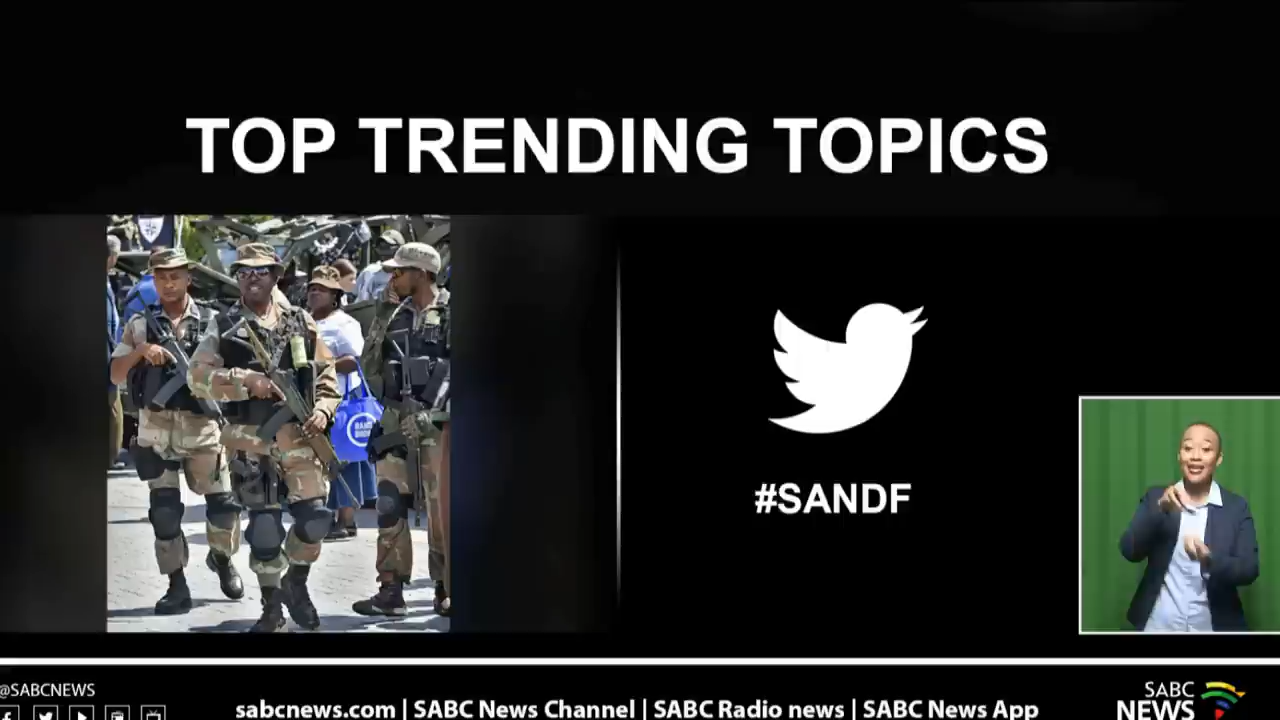 TOP TRENDING TOPICS
#SANDF
@SABCNEWS
sabcnews.com | SABC News Channel | SABC Radio news | SABC News App
SABC
NEWS